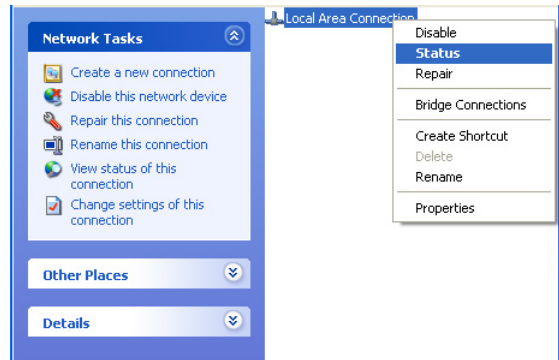 Network Tasks
Create a new connection
Disable this network device
Repair this connection
Rename this connection
View status of this
connection
Change settings of this
connection
Other Places
Details
Local Area Connection
Disable
Status
Repair
Bridge Connections
Create Shortcut
Delete
Rename
Properties